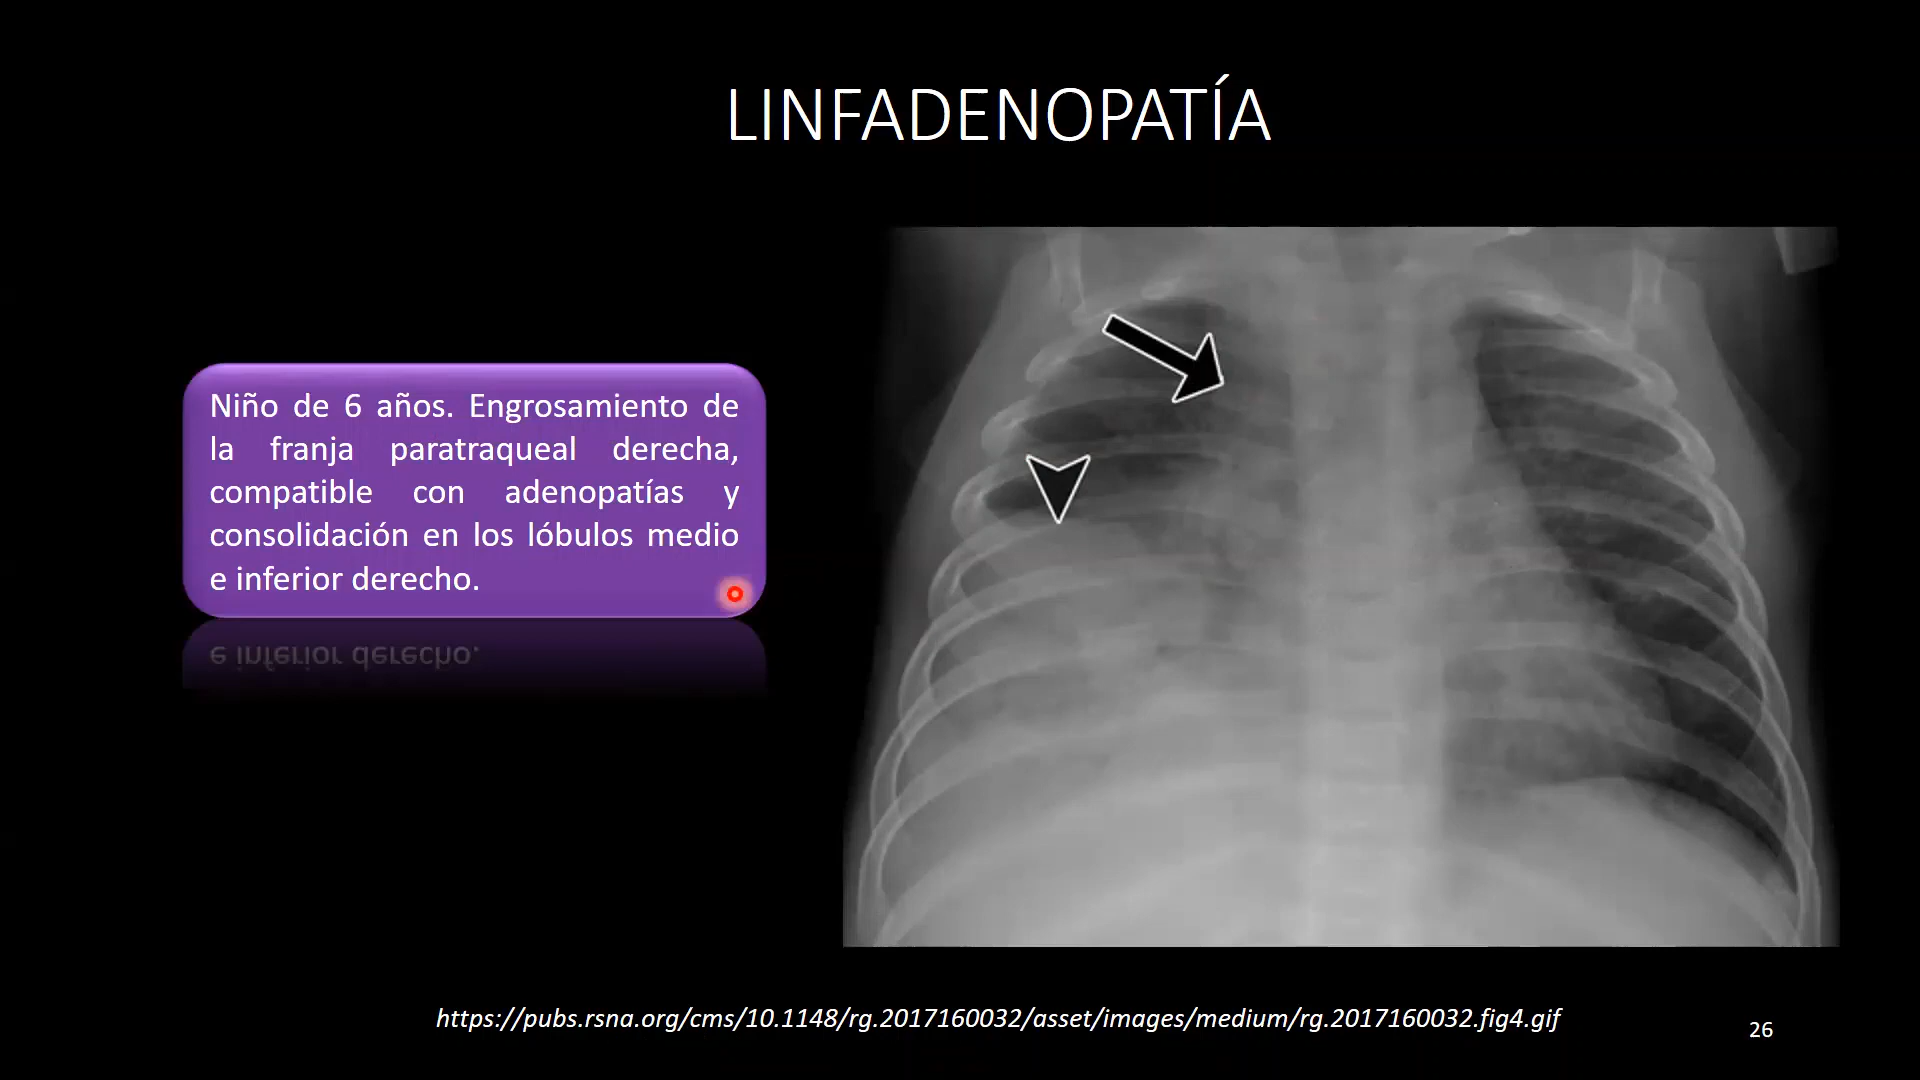 LINFADENOPATÍA
Niño de 6 años. Engrosamiento de
la franja paratraqueal derecha,
compatible con adenopatías y
consolidación en los lóbulos medio
e inferior derecho.
e inferior derecho.
https://pubs.rsna.org/cms/10.1148/rg.2017160032/asset/images/medium/rg.2017160032.fig4.gif
26